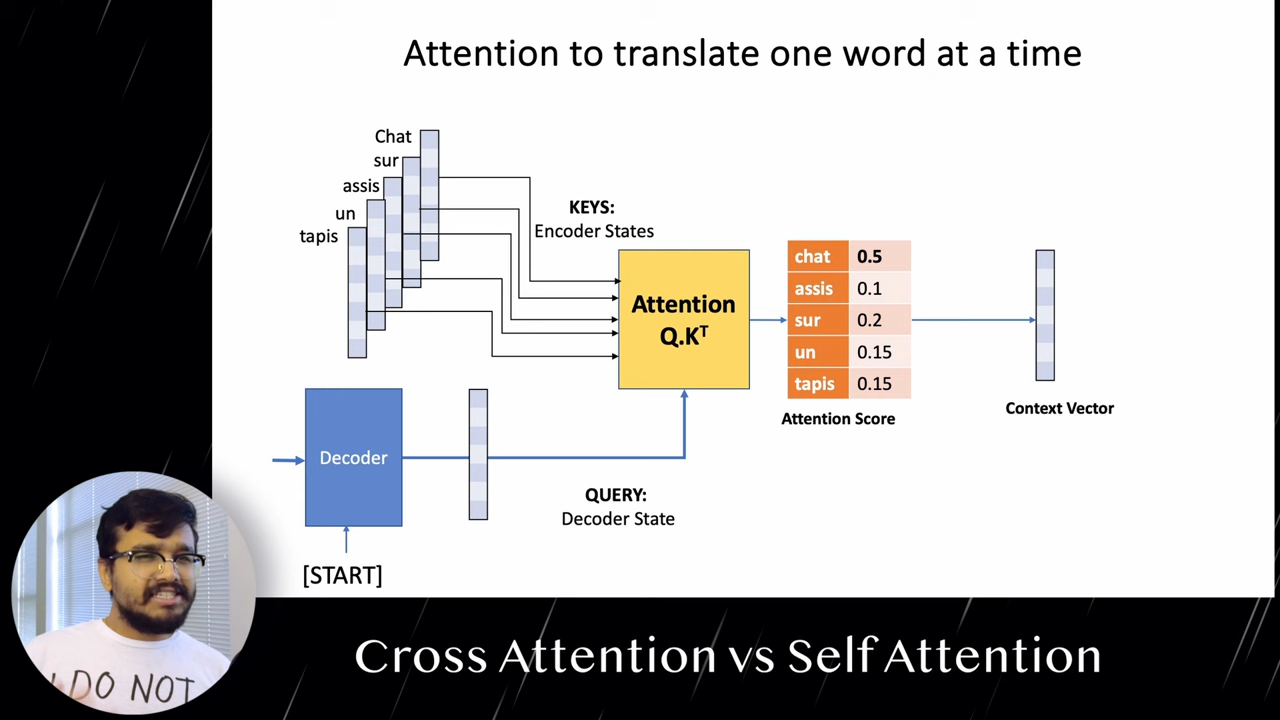 Attention to translate one word at a time
Chat
sur
assis
un
tapis
KEYS:
Encoder States
Attention
Q.Kᵀ
chat 0.5
assis 0.1
sur 0.2
un 0.15
tapis 0.15
Attention Score
Context Vector
Decoder
QUERY:
Decoder State
[START]
DO NOT
Cross Attention vs Self Attention